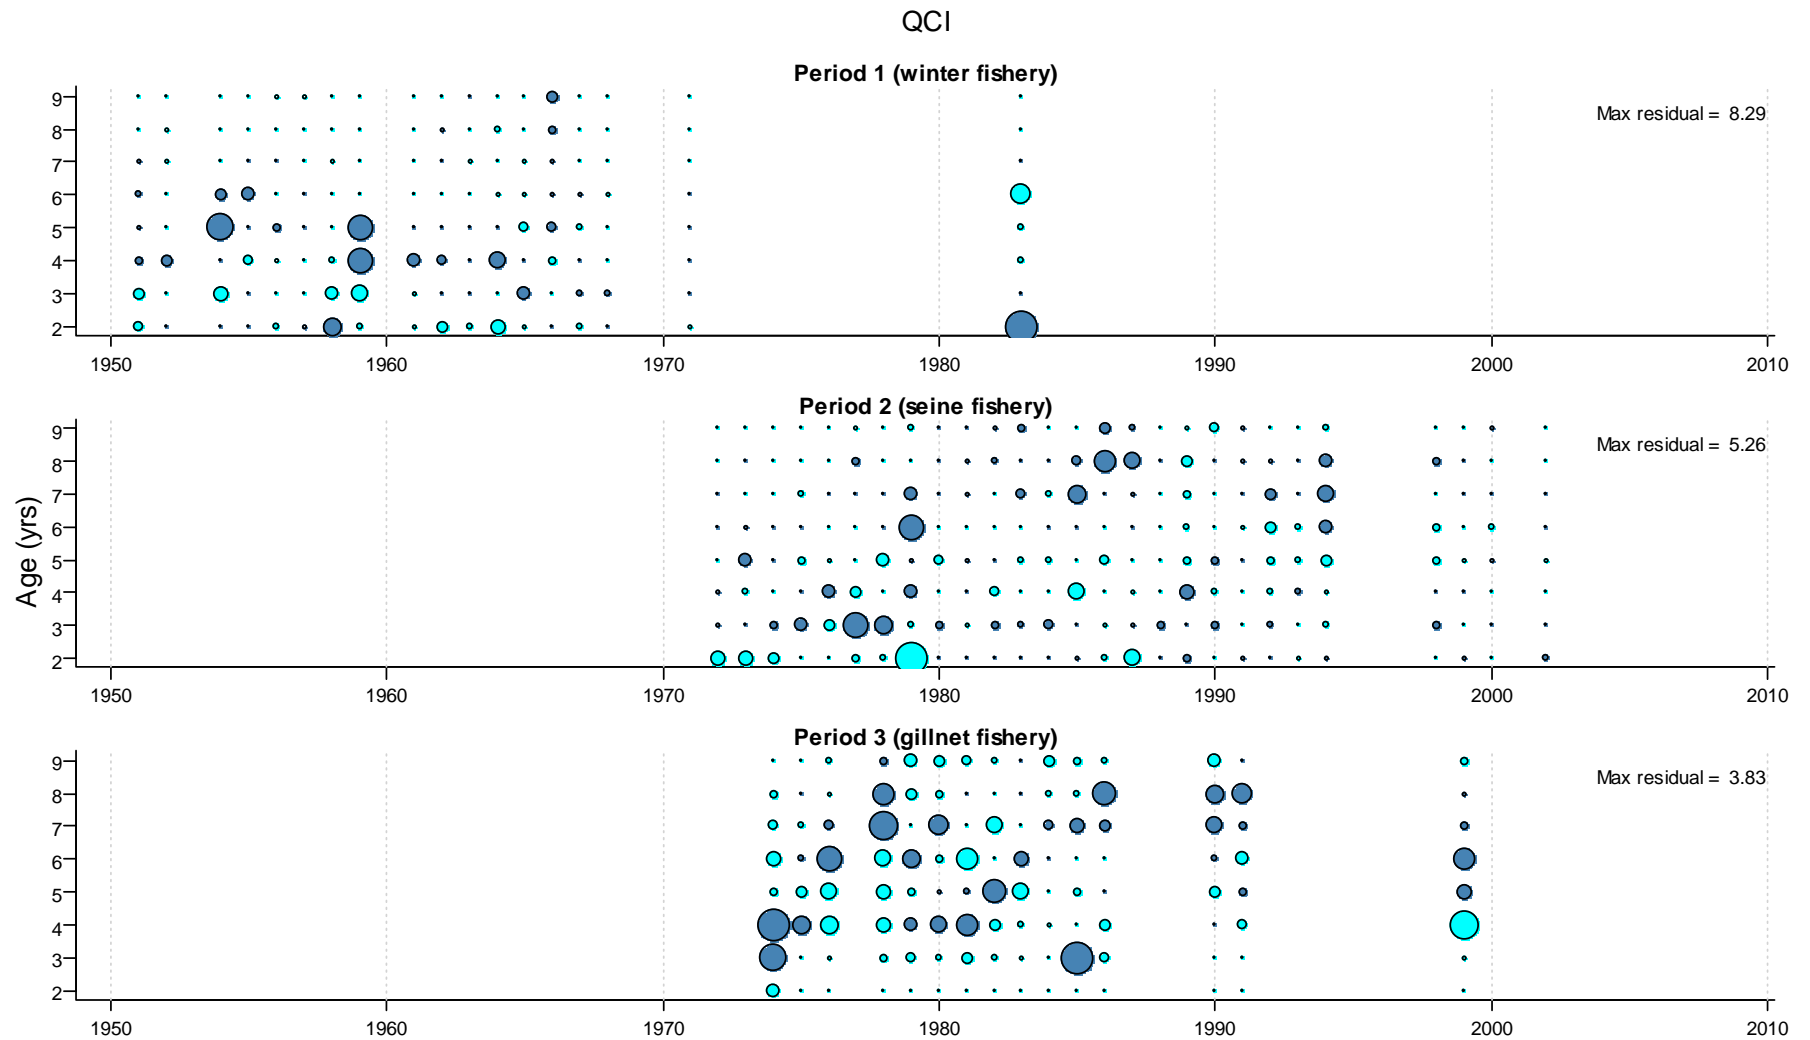 QCI
Period 1 (winter fishery)
Max residual = 8.29
9
8
7
6
5
4
3
2
1950 1960 1970 1980 1990 2000 2010
Period 2 (seine fishery)
Max residual = 5.26
9
8
7
6
5
4
3
2
1950 1960 1970 1980 1990 2000 2010
Age (yrs)
Period 3 (gillnet fishery)
Max residual = 3.83
9
8
7
6
5
4
3
2
1950 1960 1970 1980 1990 2000 2010